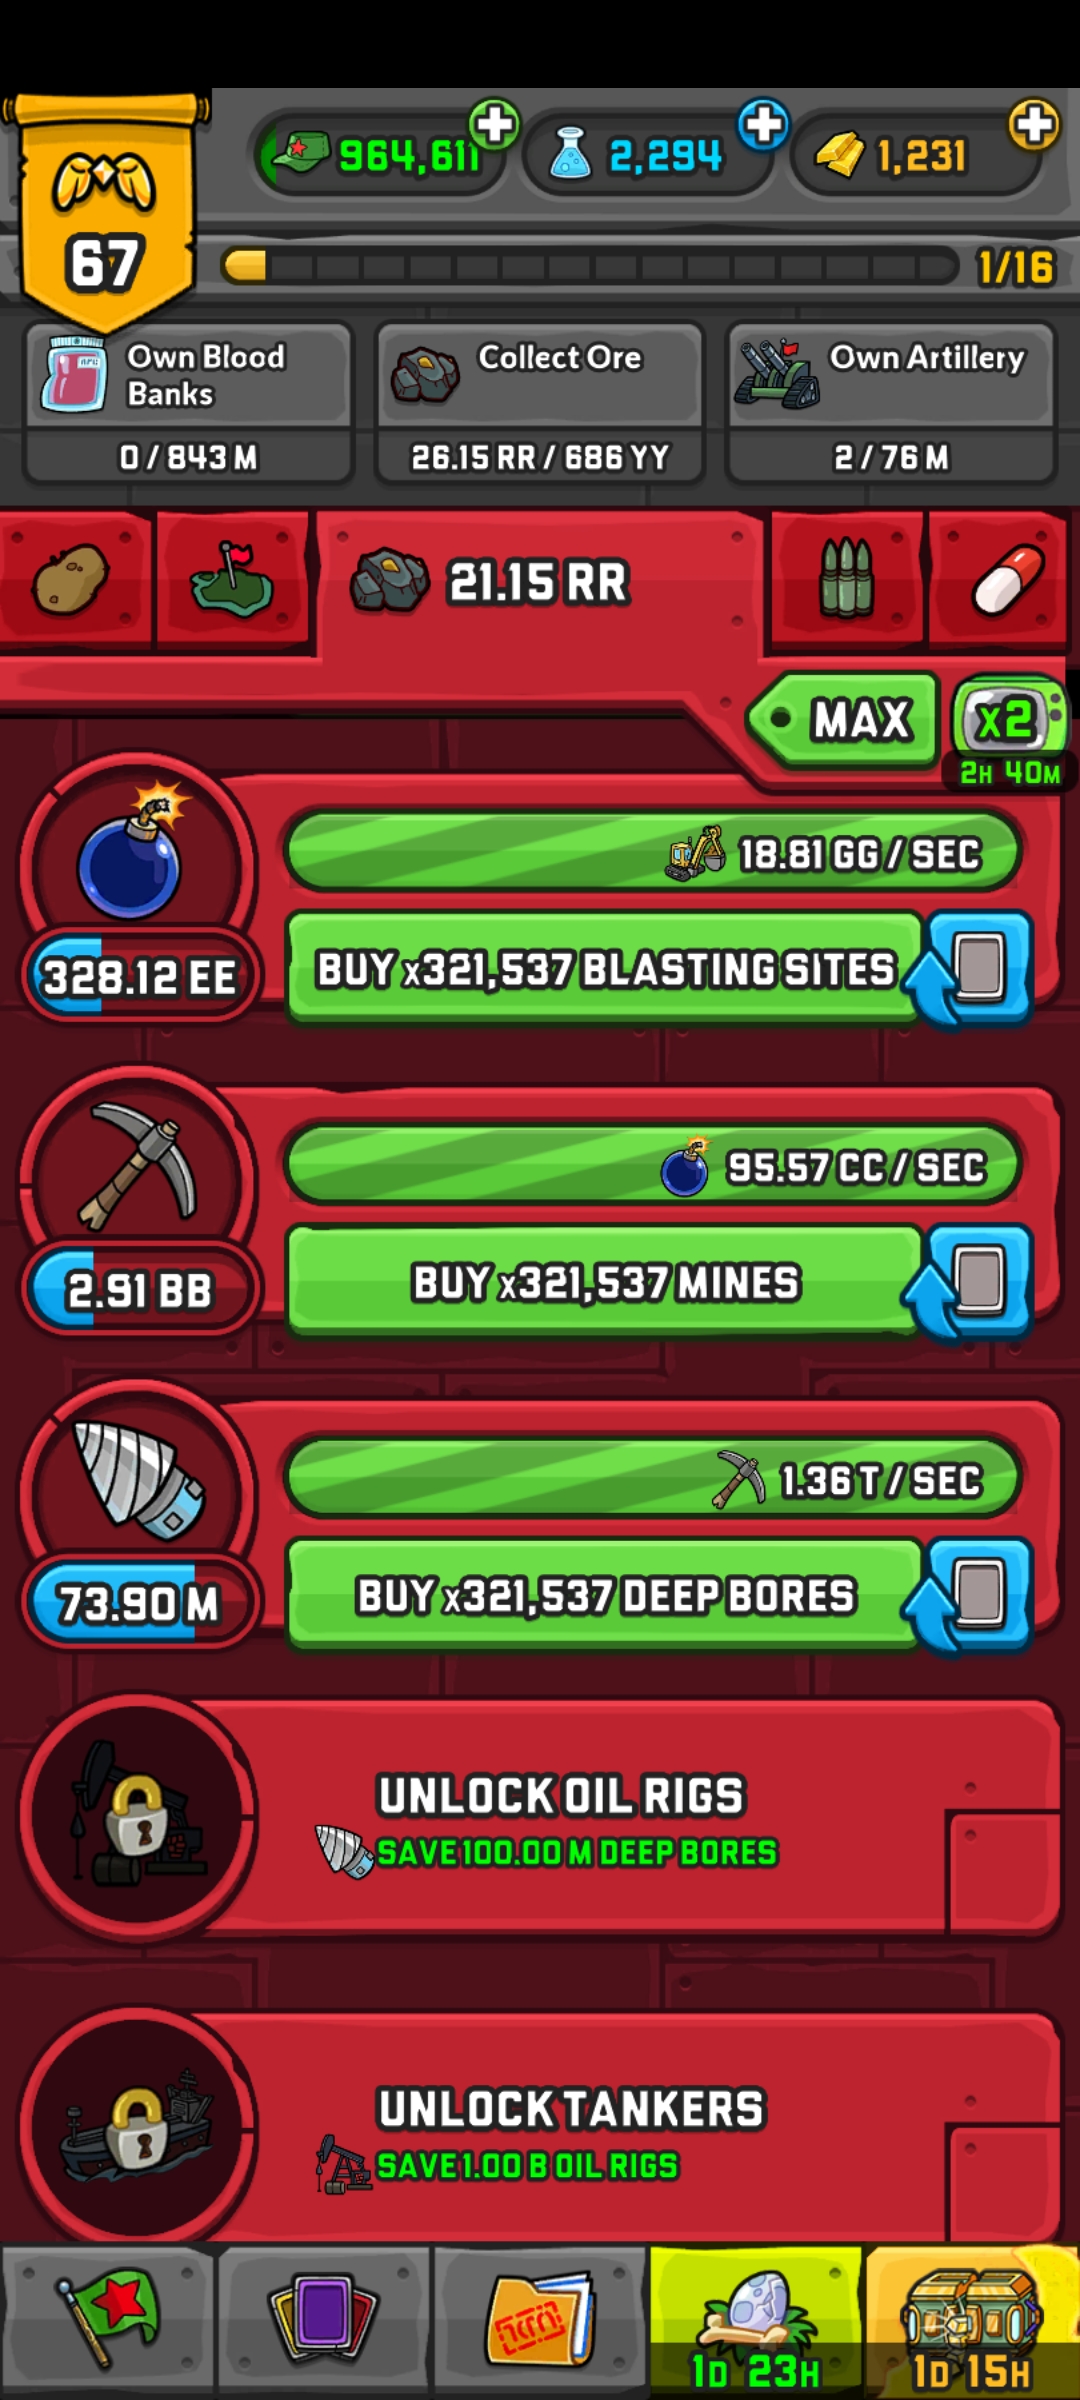 67
964,611
2,294
1,231
1/16
Own Blood
Banks
0 / 843 M
Collect Ore
26.15 RR / 686 YY
Own Artillery
2 / 76 M
21.15 RR
MAX
x2
2H 40M
18.81 GG / SEC
328.12 EE
BUY x321,537 BLASTING SITES
95.57 CC / SEC
2.91 BB
BUY x321,537 MINES
1.36 T / SEC
73.90 M
BUY x321,537 DEEP BORES
UNLOCK OIL RIGS
SAVE 100.00 M DEEP BORES
UNLOCK TANKERS
SAVE 1.00 B OIL RIGS
1D 23H
1D 15H